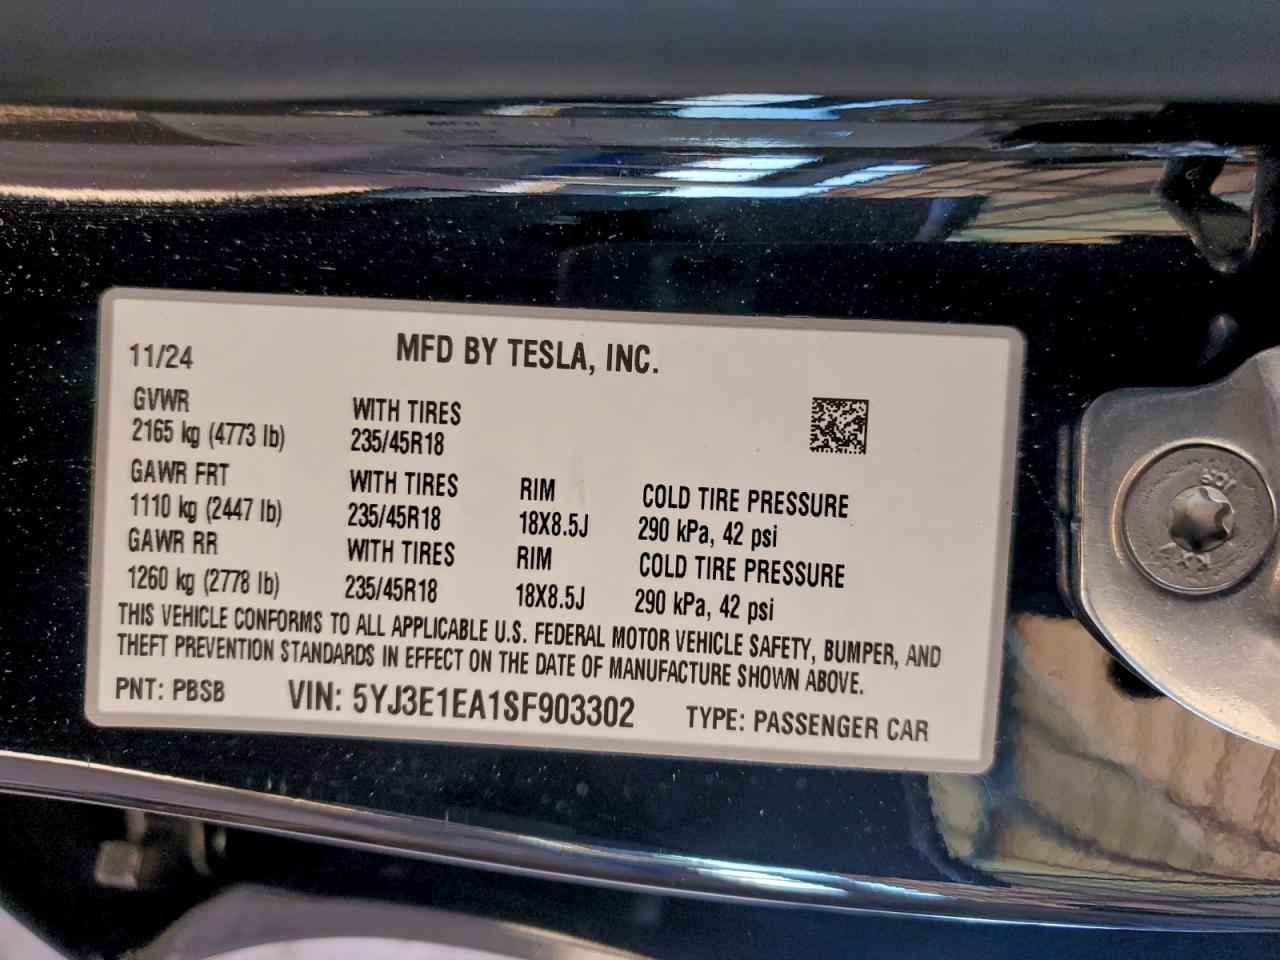 11/24 MFD BY TESLA, INC.
GVWR WITH TIRES
2165 kg (4773 lb) 235/45R18
GAWR FRT WITH TIRES RIM COLD TIRE PRESSURE
1110 kg (2447 lb) 235/45R18 18X8.5J 290 kPa, 42 psi
GAWR RR WITH TIRES RIM COLD TIRE PRESSURE
1260 kg (2778 lb) 235/45R18 18X8.5J 290 kPa, 42 psi
THIS VEHICLE CONFORMS TO ALL APPLICABLE U.S. FEDERAL MOTOR VEHICLE SAFETY, BUMPER, AND
THEFT PREVENTION STANDARDS IN EFFECT ON THE DATE OF MANUFACTURE SHOWN ABOVE.
PNT: PBSB VIN: 5YJ3E1EA1SF903302 TYPE: PASSENGER CAR